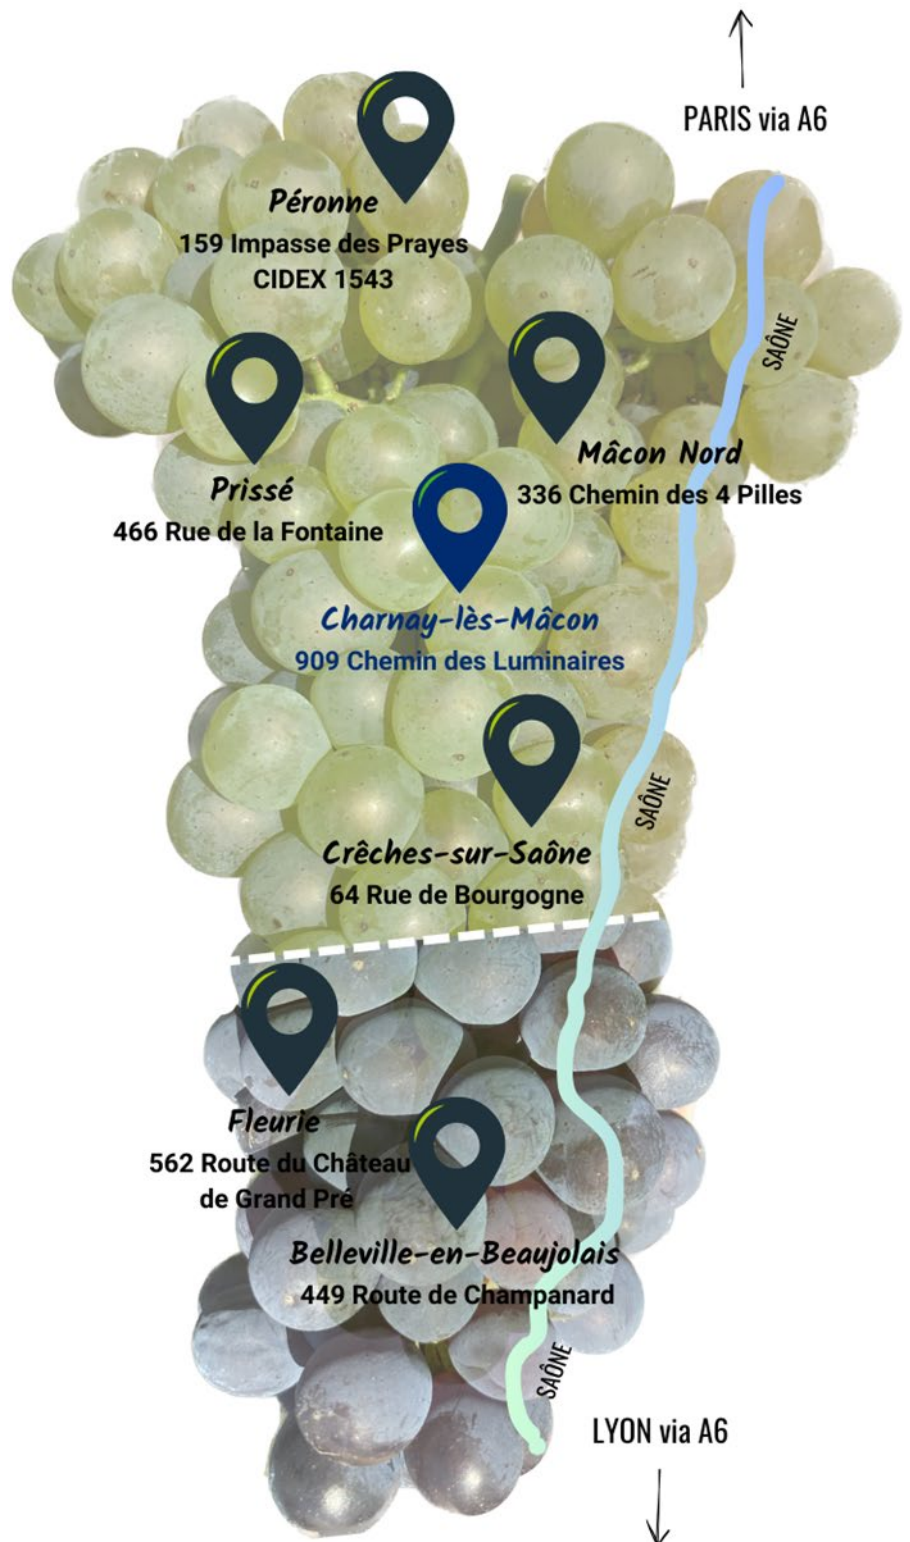 PARIS via A6
Péronne
159 Impasse des Prayes
CIDEX 1543
SAÔNE
Mâcon Nord
336 Chemin des 4 Pilles
Prissé
466 Rue de la Fontaine
Charnay-lès-Mâcon
909 Chemin des Luminaires
SAÔNE
Crêches-sur-Saône
64 Rue de Bourgogne
Fleurie
562 Route du Château
de Grand Pré
Belleville-en-Beaujolais
449 Route de Champanard
SAÔNE
LYON via A6